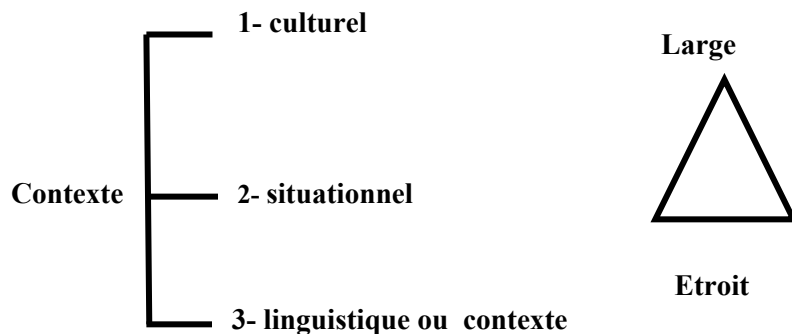 1- culturel
Large
Contexte
2- situationnel
Etroit
3- linguistique ou contexte